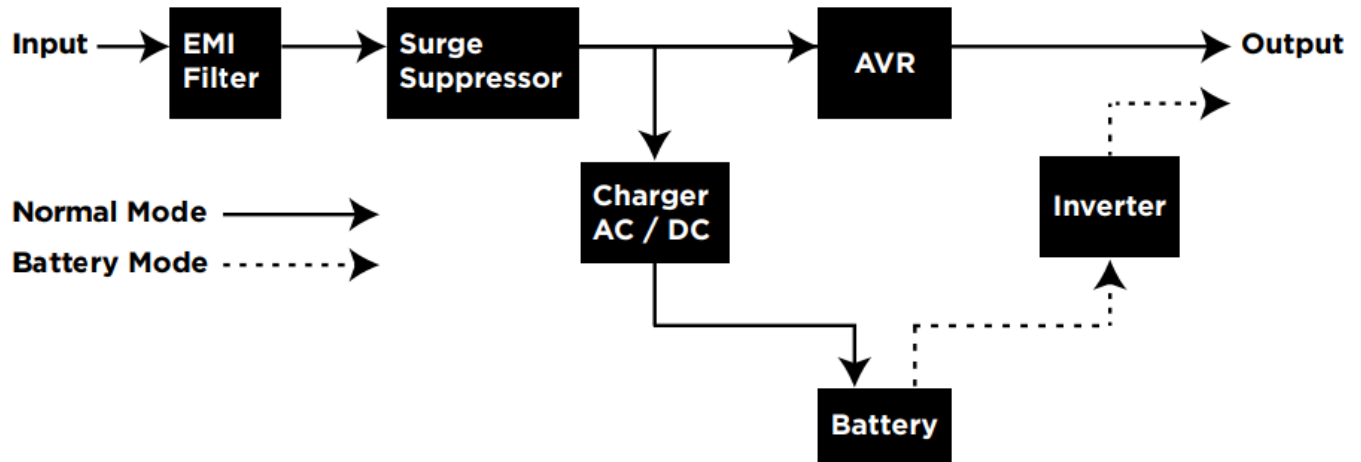 Input
EMI
Filter
Surge
Suppressor
AVR
Output
Charger
AC / DC
Inverter
Normal Mode
Battery Mode
Battery